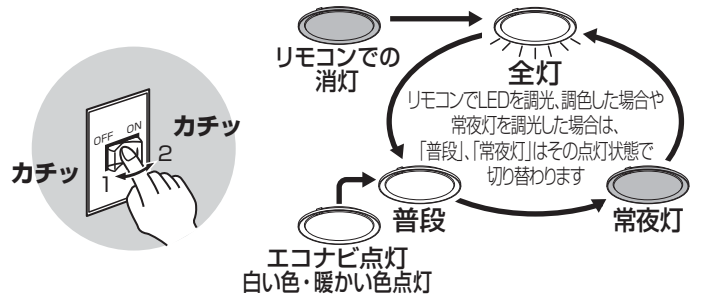 OFF ON
カチッ
2
カチッ
1
リモコンでの
消灯
全灯
リモコンでLEDを調光、調色した場合や
常夜灯を調光した場合は、
「普段」、「常夜灯」はその点灯状態で
切り替わります
普段
常夜灯
エコナビ点灯
白い色・暖かい色点灯